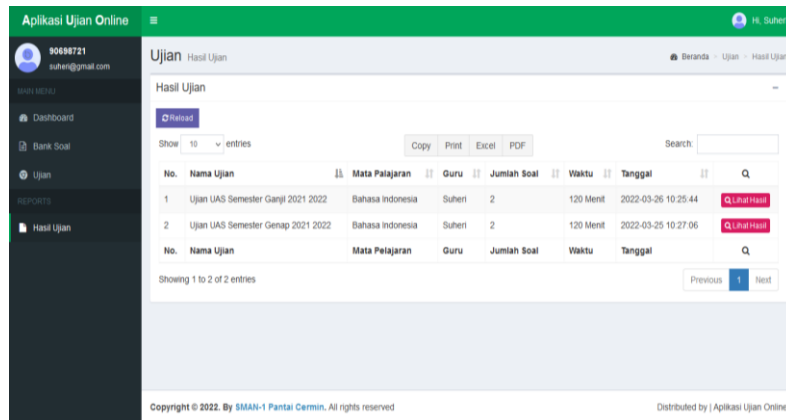 Aplikasi Ujian Online
Hi, Suheri
90698721
suheri@gmail.com
MAIN MENU
Dashboard
Bank Soal
Ujian
REPORTS
Hasil Ujian
Ujian Hasil Ujian
Beranda > Ujian > Hasil Ujian
Hasil Ujian
Reload
Show 10 entries
Copy Print Excel PDF
Search:
No. Nama Ujian Mata Palajaran Guru Jumlah Soal Waktu Tanggal
1 Ujian UAS Semester Ganjil 2021 2022 Bahasa Indonesia Suheri 2 120 Menit 2022-03-26 10:25:44 Lihat Hasil
2 Ujian UAS Semester Genap 2021 2022 Bahasa Indonesia Suheri 2 120 Menit 2022-03-25 10:27:06 Lihat Hasil
No. Nama Ujian Mata Pelajaran Guru Jumlah Soal Waktu Tanggal
Showing 1 to 2 of 2 entries
Previous 1 Next
Copyright © 2022. By SMAN-1 Pantai Cermin. All rights reserved
Distributed by | Aplikasi Ujian Online